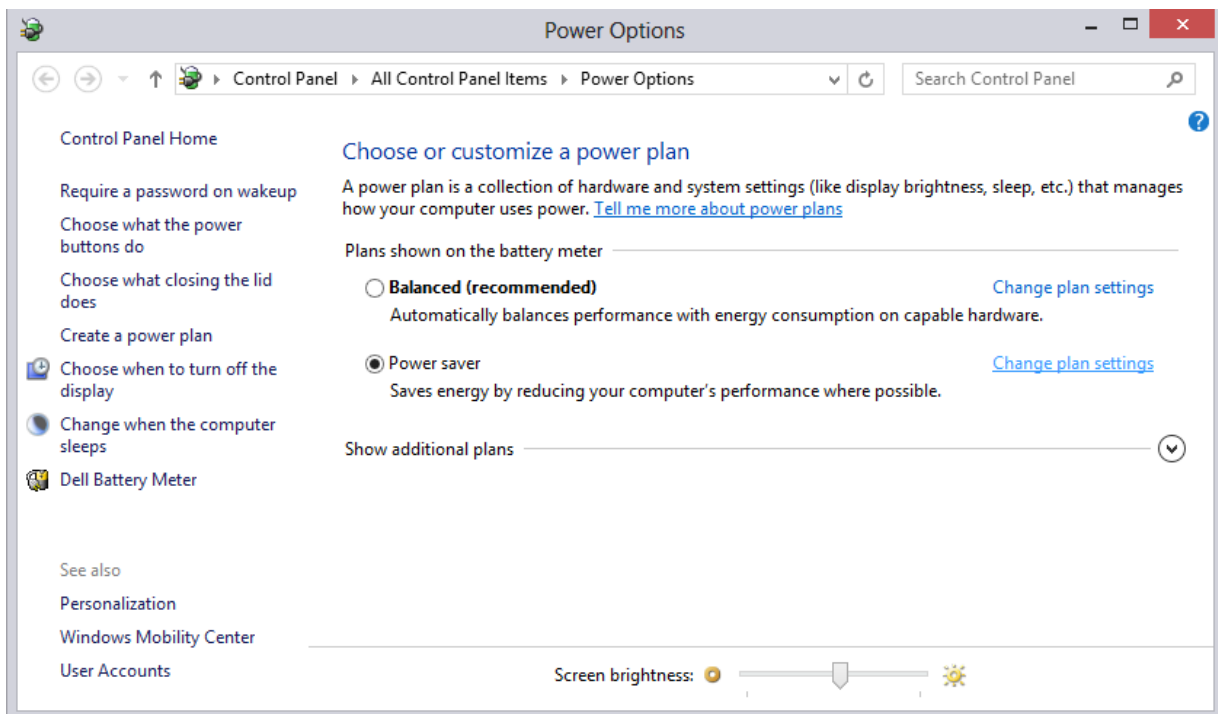 Power Options
Control Panel All Control Panel Items Power Options
Search Control Panel
Control Panel Home
Require a password on wakeup
Choose what the power
buttons do
Choose what closing the lid
does
Create a power plan
Choose when to turn off the
display
Change when the computer
sleeps
Dell Battery Meter
See also
Personalization
Windows Mobility Center
User Accounts
Choose or customize a power plan
A power plan is a collection of hardware and system settings (like display brightness, sleep, etc.) that manages
how your computer uses power. Tell me more about power plans
Plans shown on the battery meter
Balanced (recommended) Change plan settings
Automatically balances performance with energy consumption on capable hardware.
Power saver Change plan settings
Saves energy by reducing your computer's performance where possible.
Show additional plans
Screen brightness: